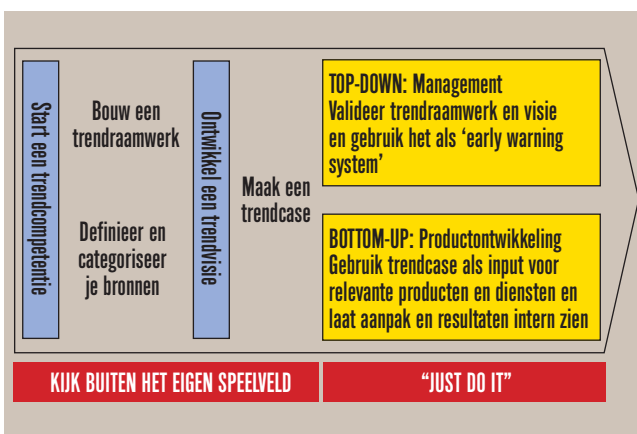 Start een trendcompetentie
Bouw een
trendraamwerk
Definieer en
categoriseer
je bronnen
Ontwikkel een trendvisie
Maak een
trendcase
TOP-DOWN: Management
Valideer trendraamwerk en visie
en gebruik het als ‘early warning
system’
BOTTOM-UP: Productontwikkeling
Gebruik trendcase als input voor
relevante producten en diensten en
laat aanpak en resultaten intern zien
KIJK BUITEN HET EIGEN SPEELVELD
“JUST DO IT”